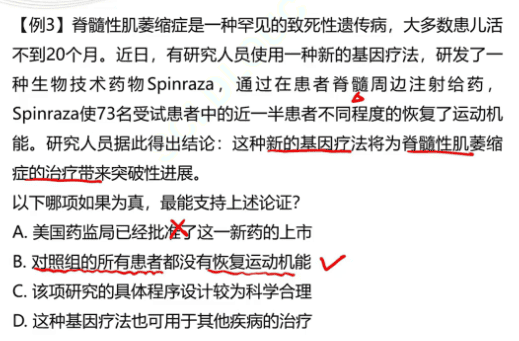 【例3】脊髓性肌萎缩症是一种罕见的致死性遗传病，大多数患儿活
不到20个月。近日，有研究人员使用一种新的基因疗法，研发了一
种生物技术药物Spinraza，通过在患者脊髓周边注射给药，
Spinraza使73名受试患者中的近一半患者不同程度的恢复了运动机
能。研究人员据此得出结论：这种新的基因疗法将为脊髓性肌萎缩
症的治疗带来突破性进展。
以下哪项如果为真，最能支持上述论证？
A. 美国药监局已经批准了这一新药的上市
B. 对照组的所有患者都没有恢复运动机能
C. 该项研究的具体程序设计较为科学合理
D. 这种基因疗法也可用于其他疾病的治疗